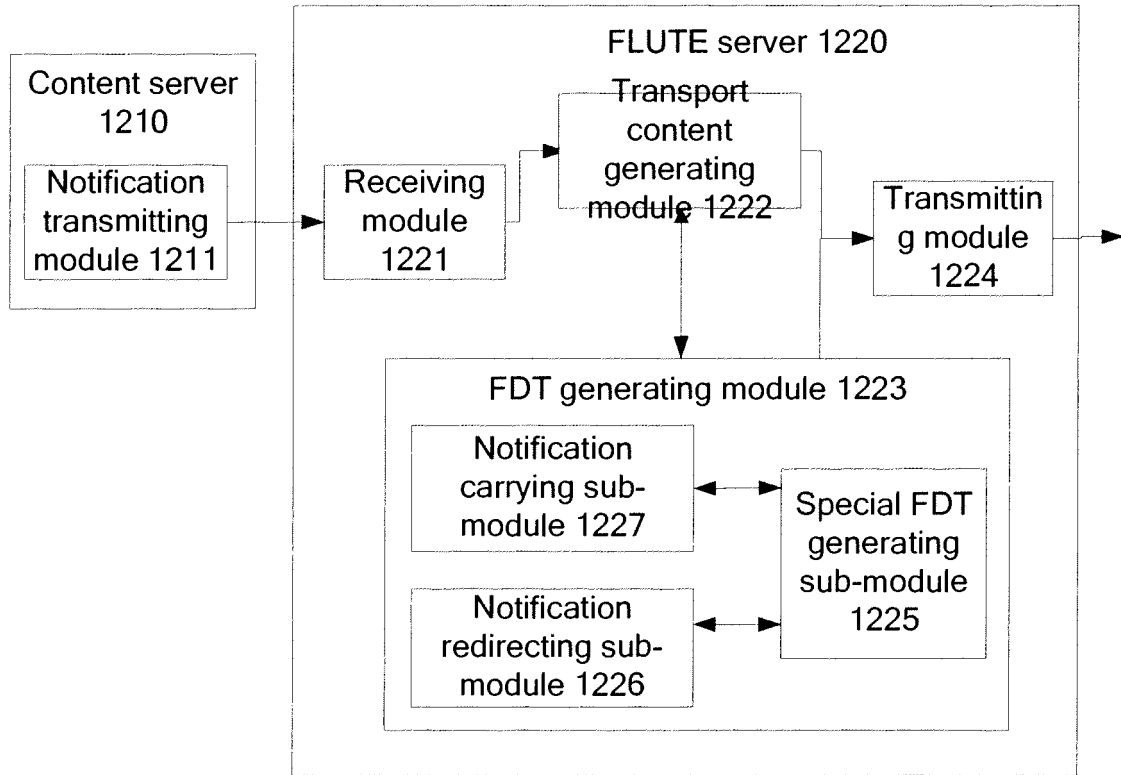 FLUTE server 1220
Content server
1210
Notification
transmitting
module 1211
Receiving
module
1221
Transport
content
generating
module 1222
Transmittin
g module
1224
FDT generating module 1223
Notification
carrying sub-
module 1227
Notification
redirecting sub-
module 1226
Special FDT
generating
sub-module
1225